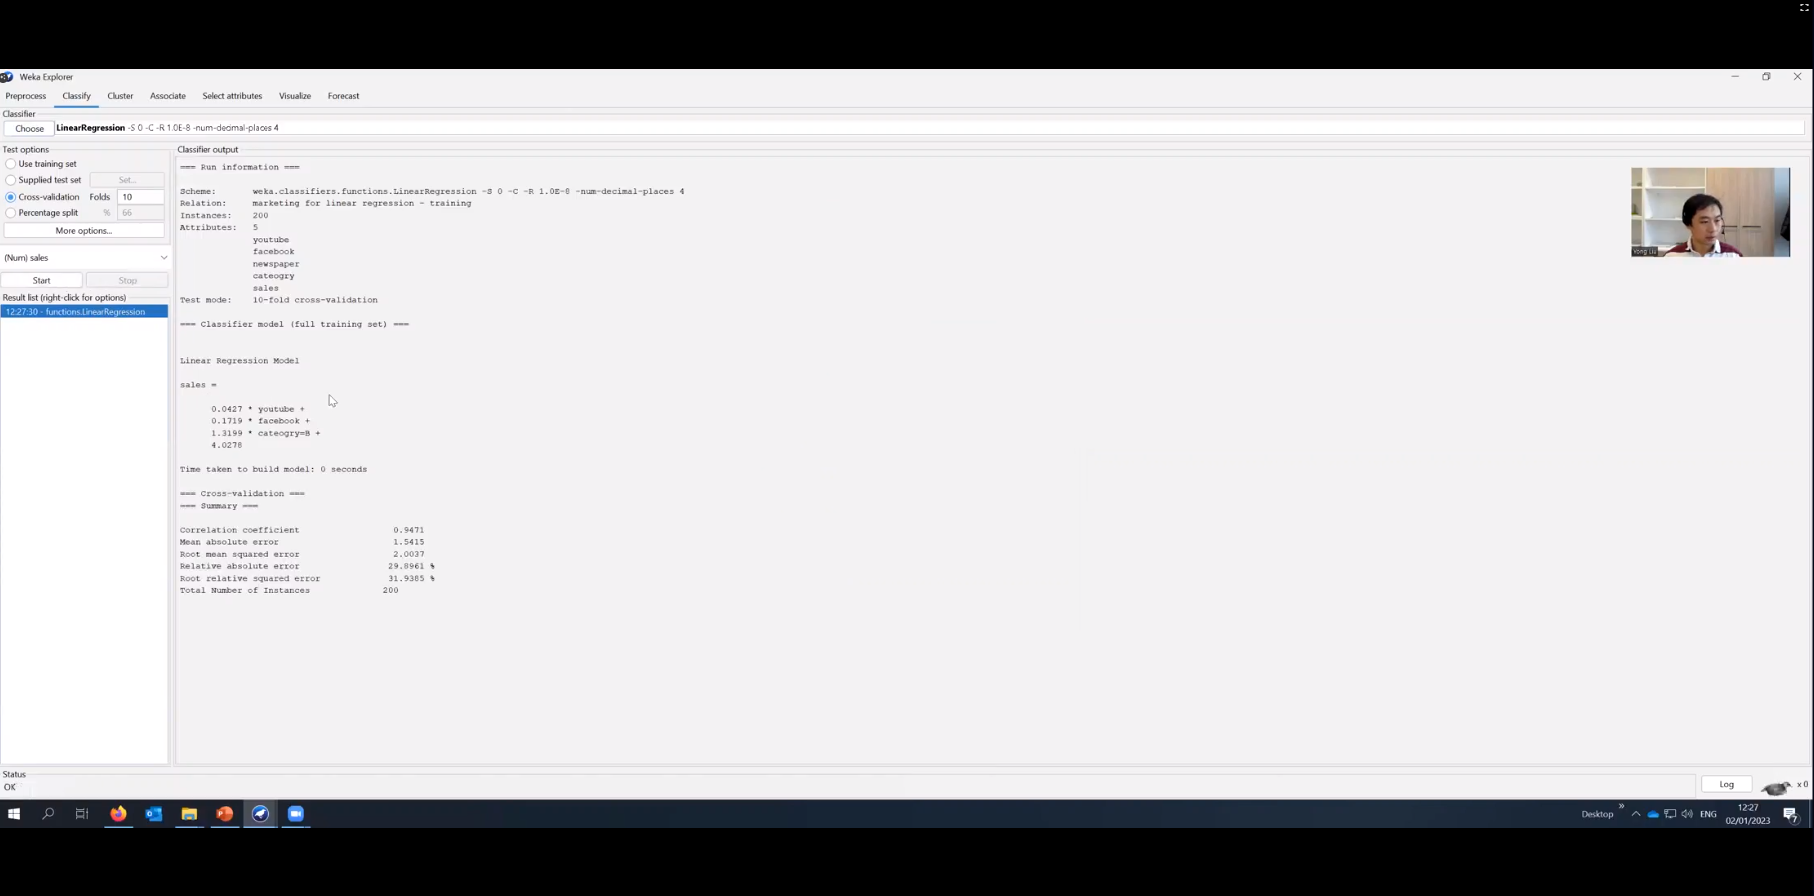 Weka Explorer
Preprocess Classify Cluster Associate Select attributes Visualize Forecast
Classifier
Choose LinearRegression -S 0 -C -R 1.0E-8 -num-decimal-places 4
Test options
Use training set
Supplied test set Set...
Cross-validation Folds 10
Percentage split % 66
More options...
(Num) sales
Start Stop
Result list (right-click for options)
12:27:30 - functions.LinearRegression
Classifier output
=== Run information ===
Scheme: weka.classifiers.functions.LinearRegression -S 0 -C -R 1.0E-8 -num-decimal-places 4
Relation: marketing for linear regression - training
Instances: 200
Attributes: 5
youtube
facebook
newspaper
cateogry
sales
Test mode: 10-fold cross-validation
=== Classifier model (full training set) ===
Linear Regression Model
sales =
0.0427 * youtube +
0.1719 * facebook +
1.3199 * cateogry=B +
4.0278
Time taken to build model: 0 seconds
=== Cross-validation ===
=== Summary ===
Correlation coefficient 0.9471
Mean absolute error 1.5415
Root mean squared error 2.0037
Relative absolute error 29.8961 %
Root relative squared error 31.9385 %
Total Number of Instances 200
Yong Liu
Status
OK
Log x 0
Desktop ENG 12:27
02/01/2023
7